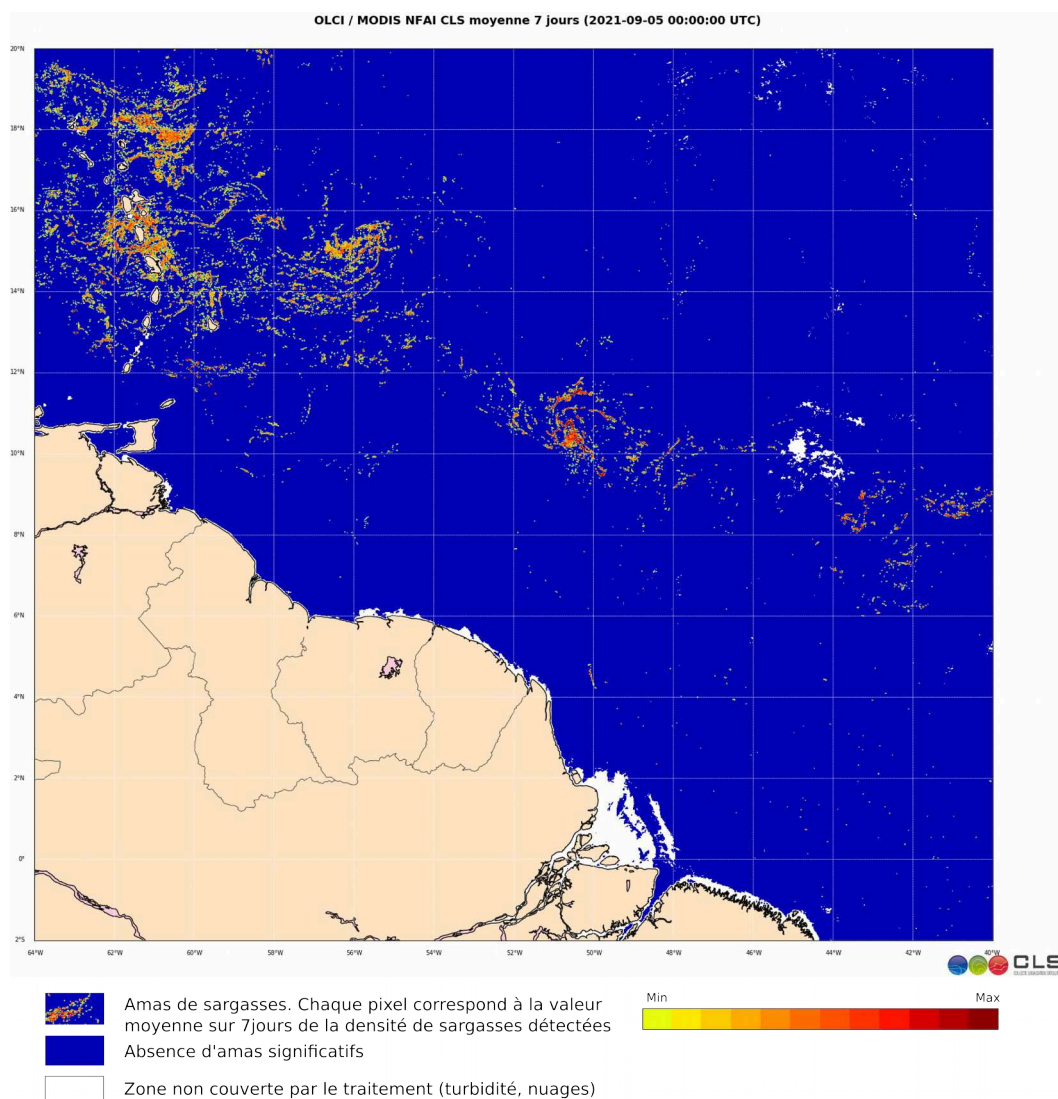 OLCI / MODIS NFAI CLS moyenne 7 jours (2021-09-05 00:00:00 UTC)
20°N
18°N
16°N
14°N
12°N
10°N
8°N
6°N
4°N
2°N
0°
2°S
64°W 62°W 60°W 58°W 56°W 54°W 52°W 50°W 48°W 46°W 44°W 42°W 40°W
CLS
Min Max
Amas de sargasses. Chaque pixel correspond à la valeur
moyenne sur 7jours de la densité de sargasses détectées
Absence d'amas significatifs
Zone non couverte par le traitement (turbidité, nuages)